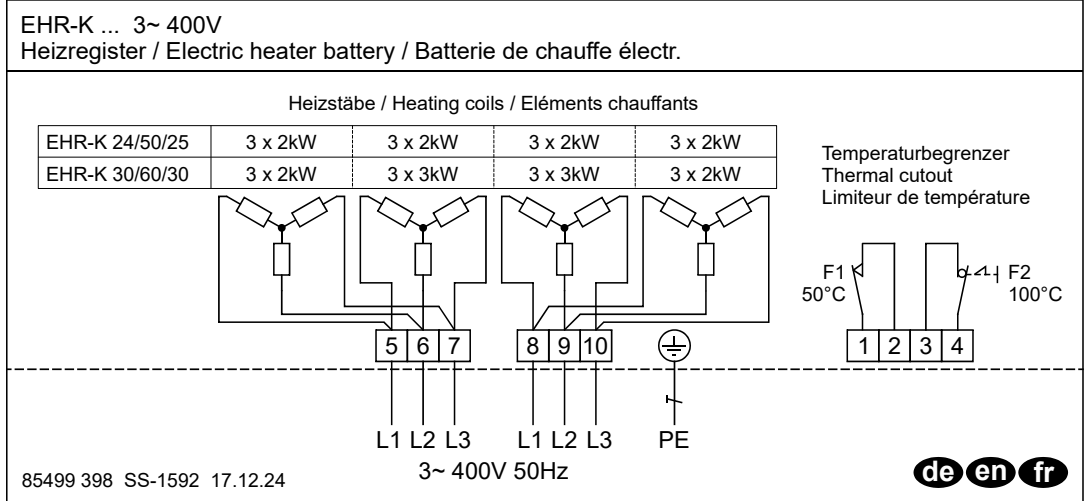 EHR-K ... 3~ 400V
Heizregister / Electric heater battery / Batterie de chauffe électr.
Heizstäbe / Heating coils / Eléments chauffants
EHR-K 24/50/25 3 x 2kW 3 x 2kW 3 x 2kW 3 x 2kW
EHR-K 30/60/30 3 x 2kW 3 x 3kW 3 x 3kW 3 x 2kW
Temperaturbegrenzer
Thermal cutout
Limiteur de température
F1 F2
50°C 100°C
5 6 7 8 9 10 1 2 3 4
L1 L2 L3 L1 L2 L3 PE
3~ 400V 50Hz
85499 398 SS-1592 17.12.24
de en fr